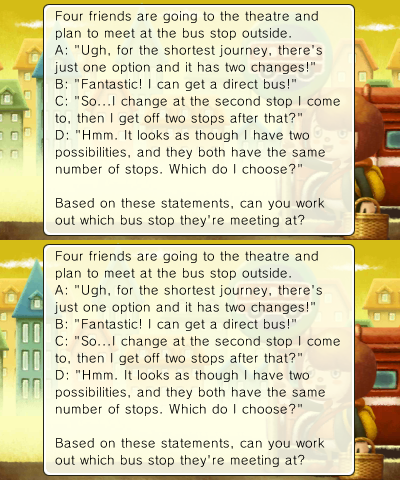 Four friends are going to the theatre and
plan to meet at the bus stop outside.
A: "Ugh, for the shortest journey, there's
just one option and it has two changes!"
B: "Fantastic! I can get a direct bus!"
C: "So...I change at the second stop I come
to, then I get off two stops after that?"
D: "Hmm. It looks as though I have two
possibilities, and they both have the same
number of stops. Which do I choose?"
Based on these statements, can you work
out which bus stop they're meeting at?
Four friends are going to the theatre and
plan to meet at the bus stop outside.
A: "Ugh, for the shortest journey, there's
just one option and it has two changes!"
B: "Fantastic! I can get a direct bus!"
C: "So...I change at the second stop I come
to, then I get off two stops after that?"
D: "Hmm. It looks as though I have two
possibilities, and they both have the same
number of stops. Which do I choose?"
Based on these statements, can you work
out which bus stop they're meeting at?